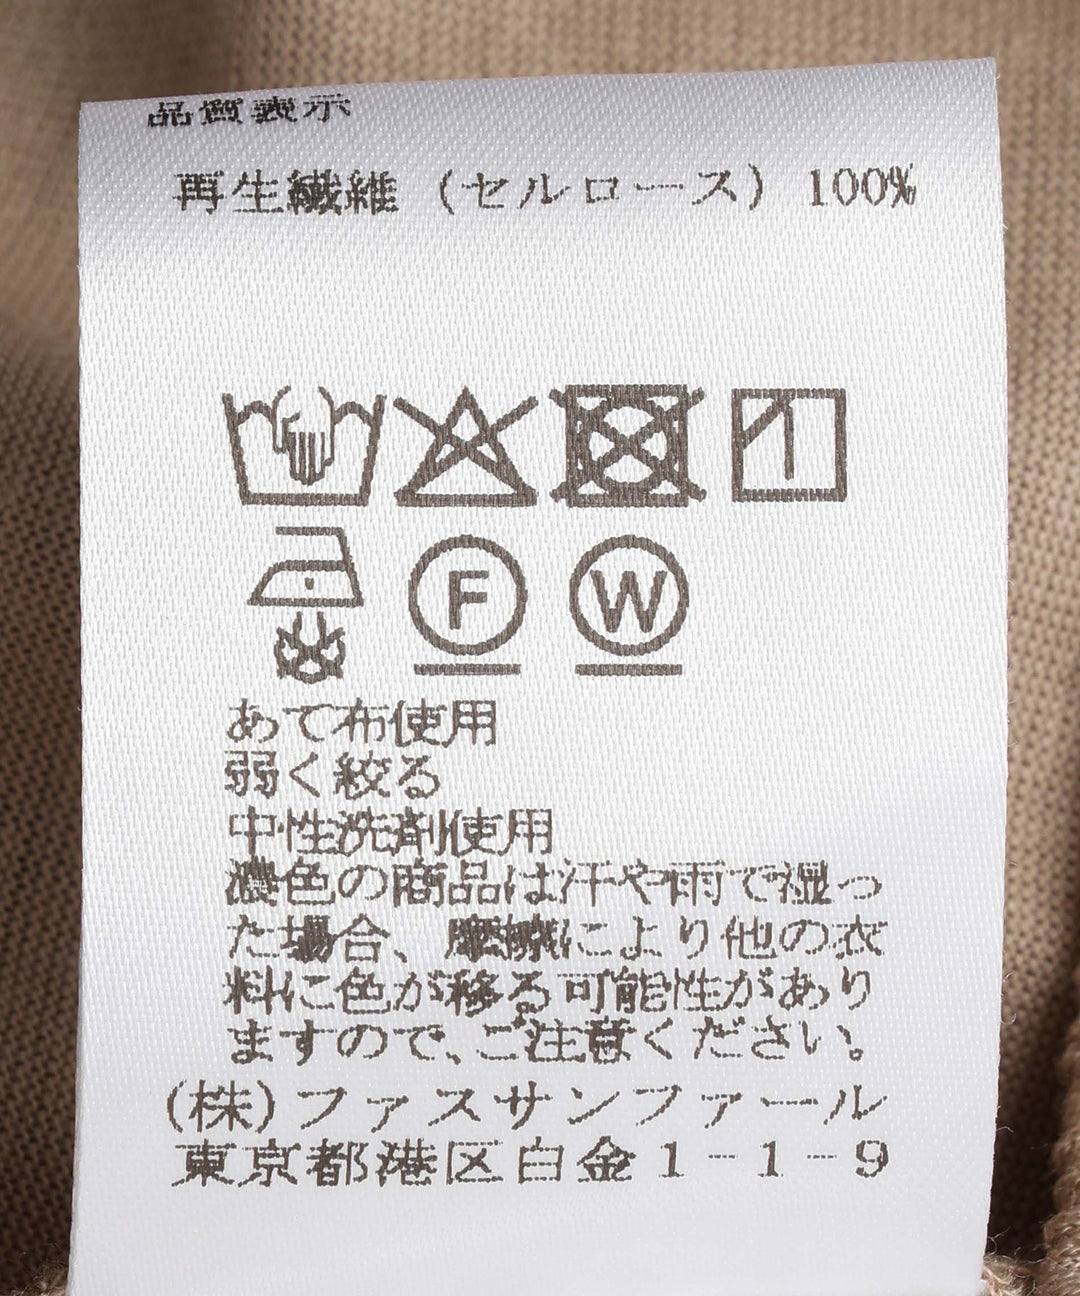 品質表示
再生繊維 (セルロース) 100%
F W
あて布使用
弱く絞る
中性洗剤使用
濃色の商品は汗や雨で湿っ
た場合、摩擦により他の衣
料に色が移る可能性があり
ますので、ご注意ください。
(株)ファスサンファール
東京都港区白金1-1-9